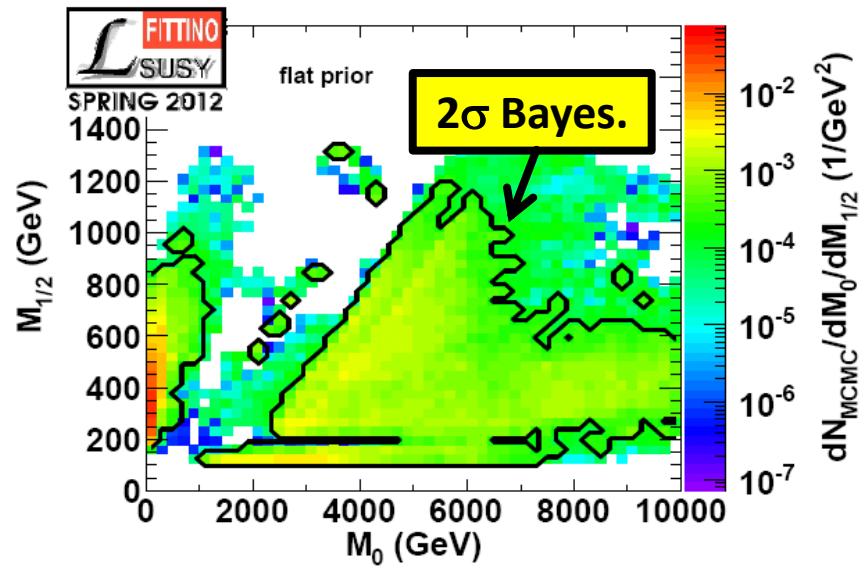 FITTINO
L SUSY
SPRING 2012
flat prior
2σ Bayes.
M1/2 (GeV)
1400
1200
1000
800
600
400
200
0
0 2000 4000 6000 8000 10000
M0 (GeV)
10-2
10-3
10-4
10-5
10-6
10-7
dNMCMC/dM0/dM1/2 (1/GeV2)